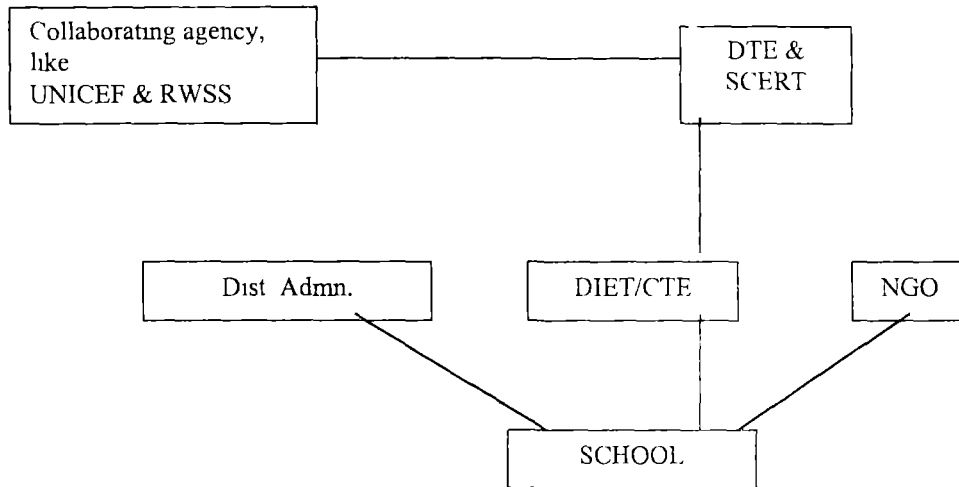 Collaborating agency,
like
UNICEF & RWSS
DTE &
SCERT
Dist Admn.
DIET/CTE
NGO
SCHOOL